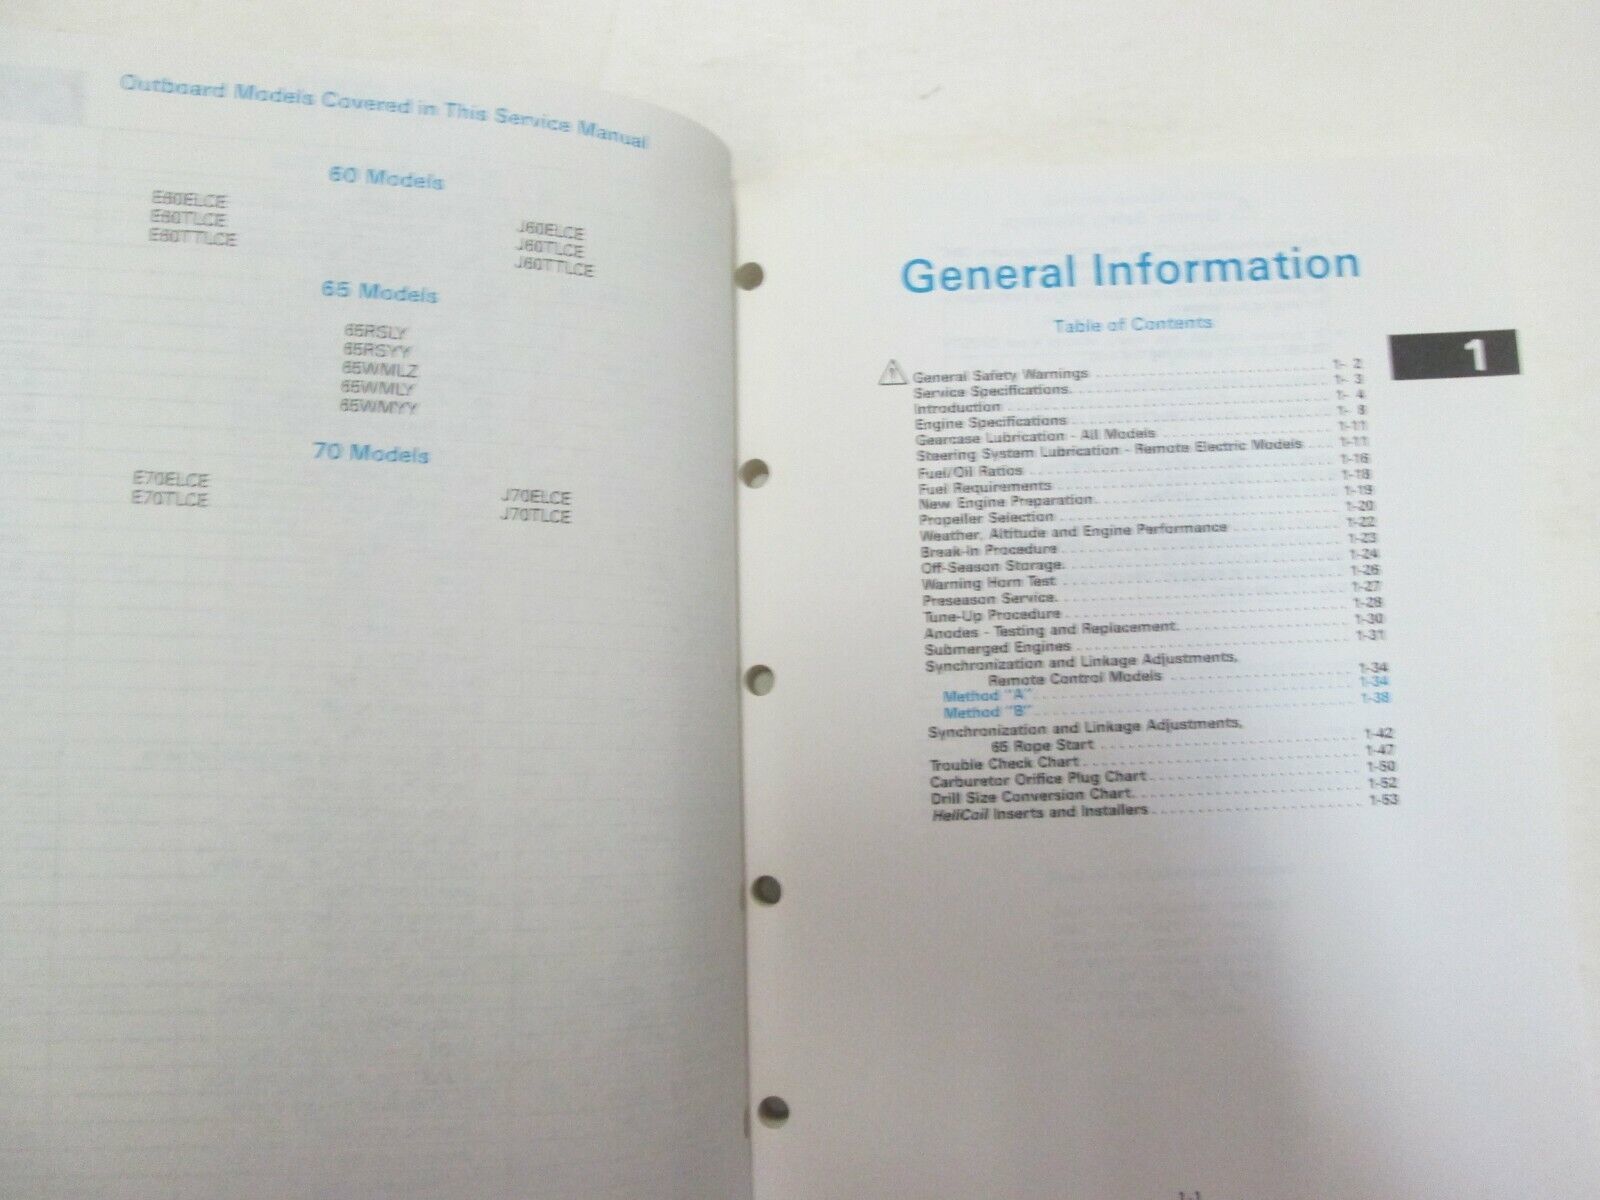 Outboard Models Covered in This Service Manual
60 Models
E60ELCE
E60TLCE
E60TTLCE
J60ELCE
J60TLCE
J60TTLCE
65 Models
65RSLY
65RSYY
65WMLZ
65WMLY
65WMYY
70 Models
E70ELCE
E70TLCE
J70ELCE
J70TLCE
General Information
Table of Contents
1
General Safety Warnings 1- 2
Service Specifications 1- 3
Introduction 1- 4
Engine Specifications 1- 8
Gearcase Lubrication - All Models 1-11
Steering System Lubrication - Remote Electric Models 1-11
Fuel/Oil Ratios 1-16
Fuel Requirements 1-18
New Engine Preparation 1-19
Propeller Selection 1-20
Weather, Altitude and Engine Performance 1-22
Break-In Procedure 1-23
Off-Season Storage 1-24
Warning Horn Test 1-26
Preseason Service 1-27
Tune-Up Procedure 1-28
Anodes - Testing and Replacement 1-30
Submerged Engines 1-31
Synchronization and Linkage Adjustments,
Remote Control Models 1-34
Method "A" 1-34
Method "B" 1-38
Synchronization and Linkage Adjustments,
65 Rope Start 1-42
Trouble Check Chart 1-47
Carburetor Orifice Plug Chart 1-50
Drill Size Conversion Chart 1-52
HeliCoil Inserts and Installers 1-53
1-1